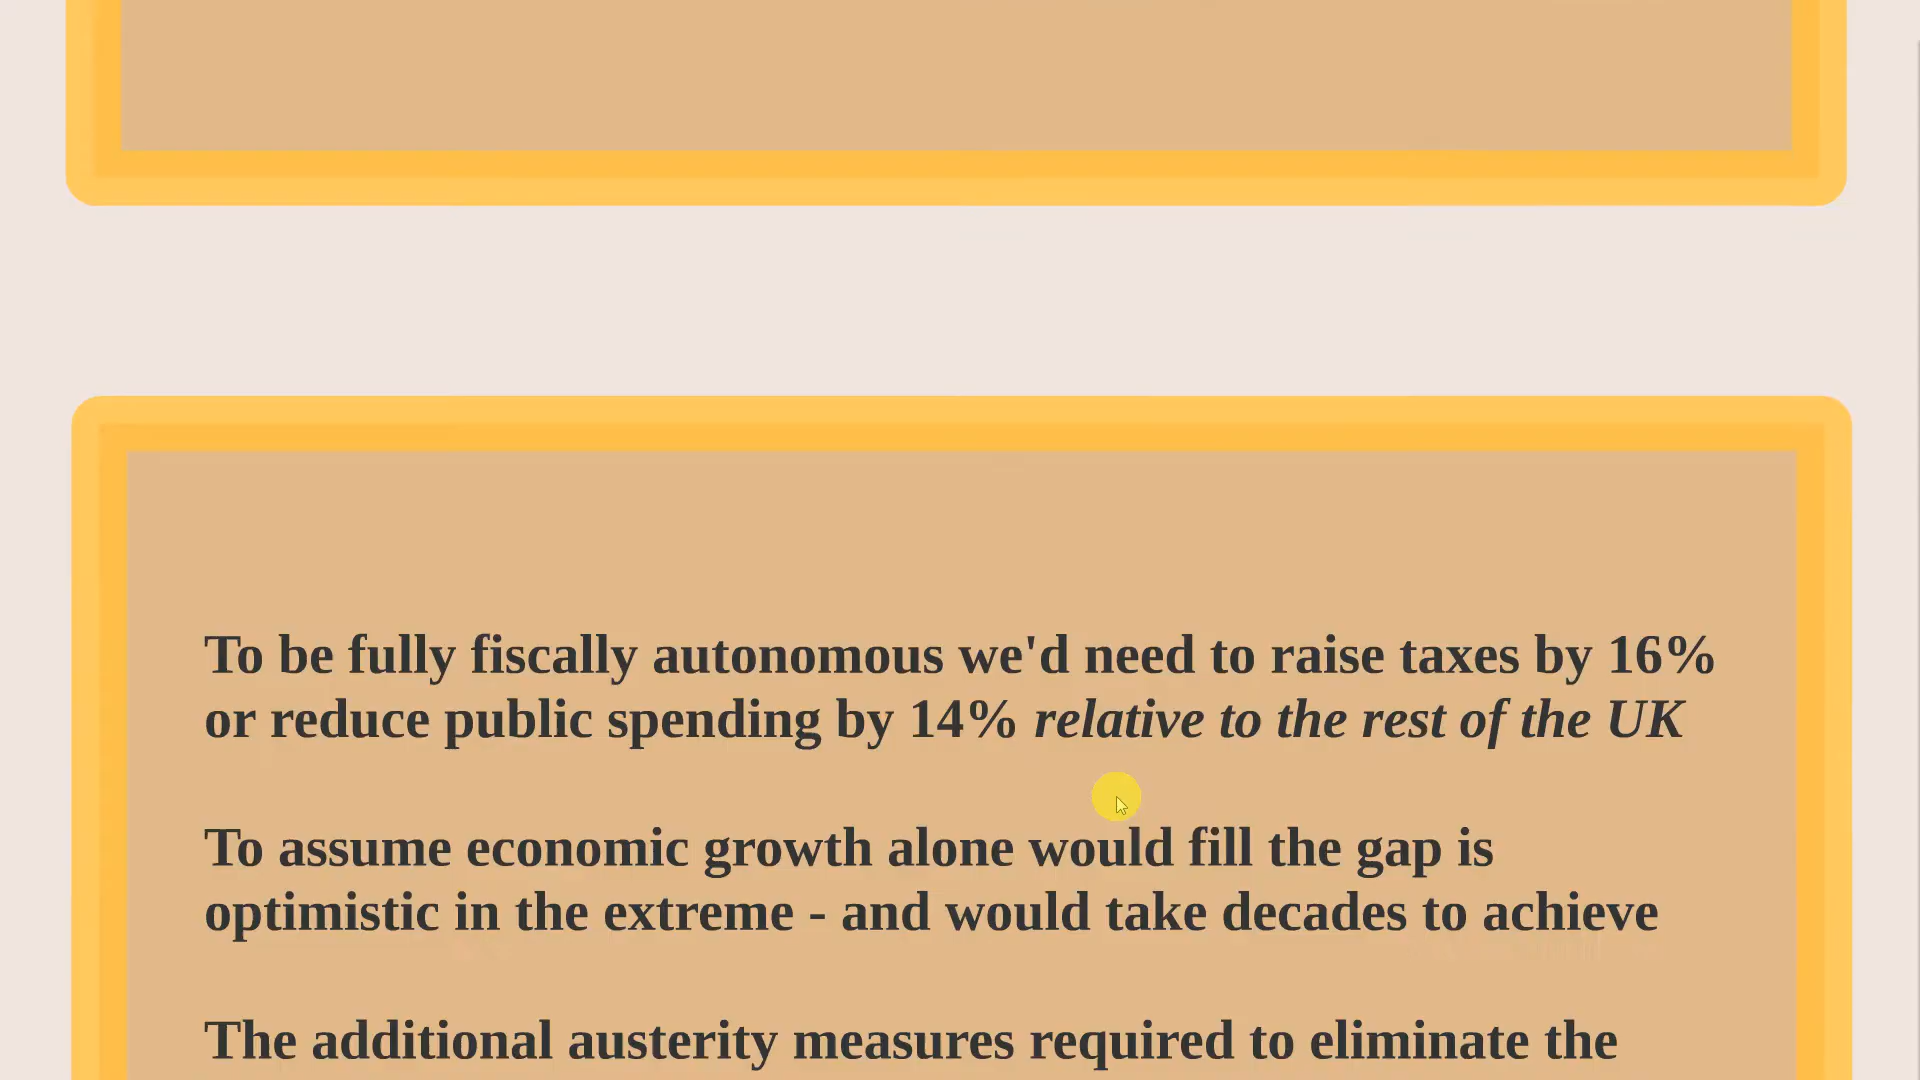 To be fully fiscally autonomous we'd need to raise taxes by 16%
or reduce public spending by 14% relative to the rest of the UK
To assume economic growth alone would fill the gap is
optimistic in the extreme - and would take decades to achieve
The additional austerity measures required to eliminate the